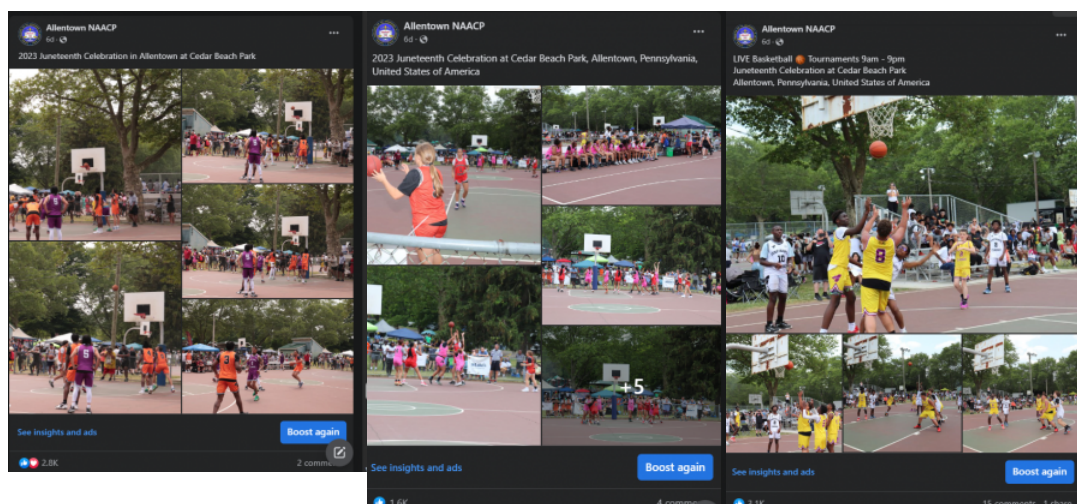 Allentown NAACP
6d
2023 Juneteenth Celebration in Allentown at Cedar Beach Park
See insights and ads
Boost again
2.8K
2 comme
Allentown NAACP
6d
2023 Juneteenth Celebration at Cedar Beach Park, Allentown, Pennsylvania,
United States of America
+5
See insights and ads
Boost again
1.6K
4 comme
Allentown NAACP
6d
LIVE Basketball 🏀 Tournaments 9am - 9pm
Juneteenth Celebration at Cedar Beach Park
Allentown, Pennsylvania, United States of America
10
8
See insights and ads
Boost again
3.1K
15 comments 1 share